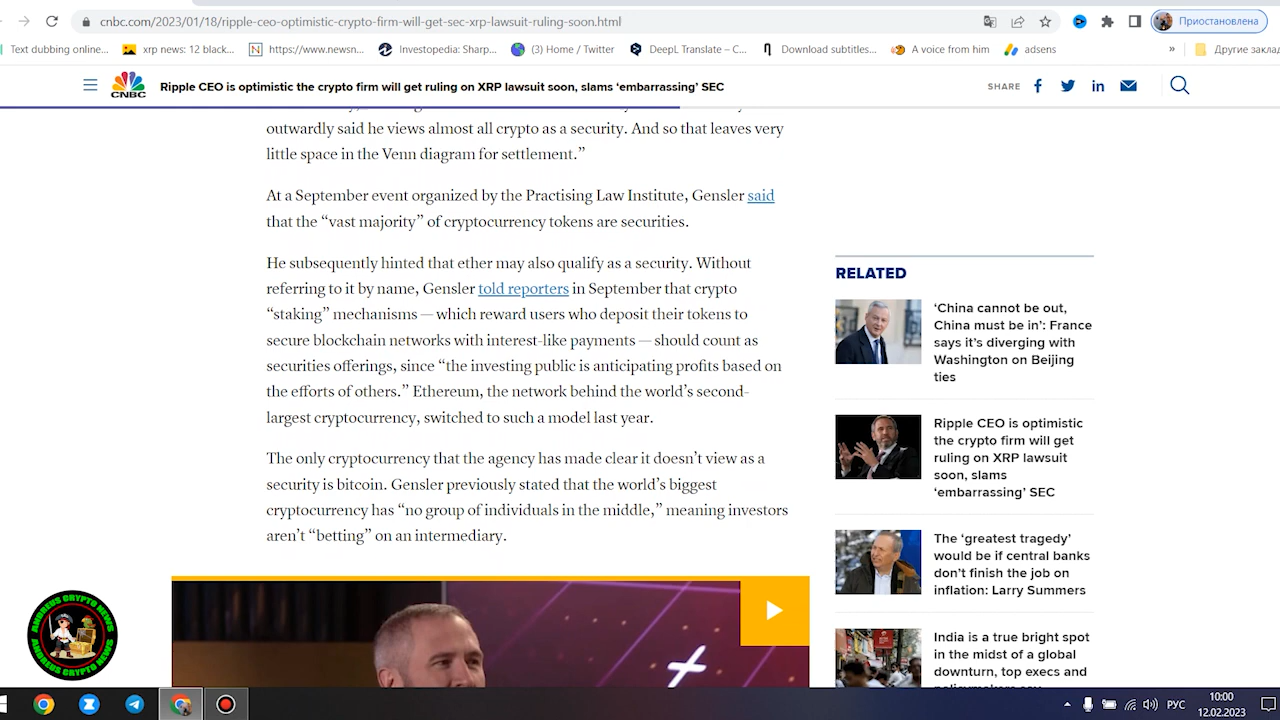 cnbc.com/2023/01/18/ripple-ceo-optimistic-crypto-firm-will-get-sec-xrp-lawsuit-ruling-soon.html
Приостановлена
Text dubbing online...
xrp news: 12 black...
https://www.newsn...
Investopedia: Sharp...
(3) Home / Twitter
DeepL Translate – C...
Download subtitles...
A voice from him
adsens
»
Другие закла
CNBC
Ripple CEO is optimistic the crypto firm will get ruling on XRP lawsuit soon, slams ‘embarrassing’ SEC
SHARE
outwardly said he views almost all crypto as a security. And so that leaves very
little space in the Venn diagram for settlement.”
At a September event organized by the Practising Law Institute, Gensler said
that the “vast majority” of cryptocurrency tokens are securities.
He subsequently hinted that ether may also qualify as a security. Without
referring to it by name, Gensler told reporters in September that crypto
“staking” mechanisms — which reward users who deposit their tokens to
secure blockchain networks with interest-like payments — should count as
securities offerings, since “the investing public is anticipating profits based on
the efforts of others.” Ethereum, the network behind the world’s second-
largest cryptocurrency, switched to such a model last year.
The only cryptocurrency that the agency has made clear it doesn’t view as a
security is bitcoin. Gensler previously stated that the world’s biggest
cryptocurrency has “no group of individuals in the middle,” meaning investors
aren’t “betting” on an intermediary.
RELATED
‘China cannot be out,
China must be in’: France
says it’s diverging with
Washington on Beijing
ties
Ripple CEO is optimistic
the crypto firm will get
ruling on XRP lawsuit
soon, slams
‘embarrassing’ SEC
The ‘greatest tragedy’
would be if central banks
don’t finish the job on
inflation: Larry Summers
India is a true bright spot
in the midst of a global
downturn, top execs and
ANDREUS CRYPTO NEWS
ANDREUS CRYPTO NEWS
РУС
10:00
12.02.2023